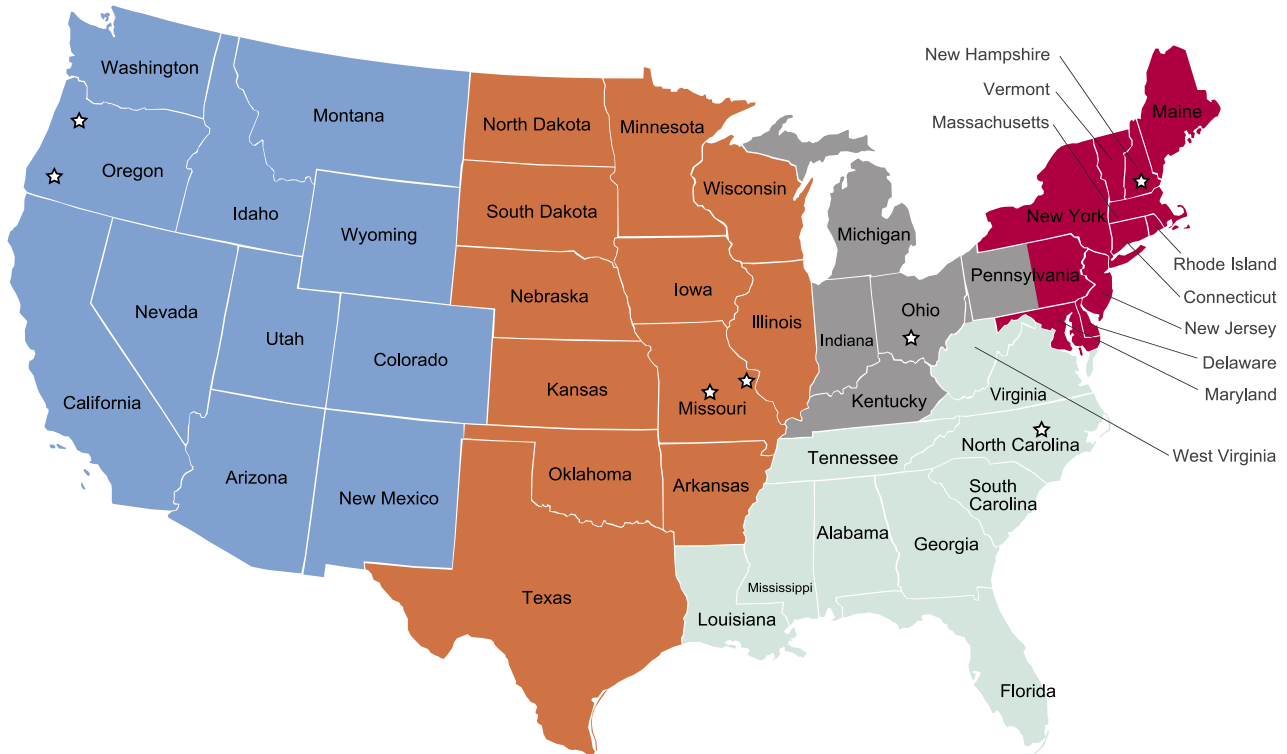 New Hampshire
Vermont
Massachusetts
Washington
Montana
North Dakota
Minnesota
Maine
Oregon
Idaho
Wyoming
South Dakota
Wisconsin
Michigan
New York
Rhode Island
Connecticut
New Jersey
Delaware
Maryland
West Virginia
Pennsylvania
Nevada
Utah
Colorado
Nebraska
Iowa
Illinois
Indiana
Ohio
California
Kansas
Missouri
Kentucky
Virginia
Arizona
New Mexico
Oklahoma
Arkansas
Tennessee
North Carolina
South
Carolina
Texas
Louisiana
Mississippi
Alabama
Georgia
Florida